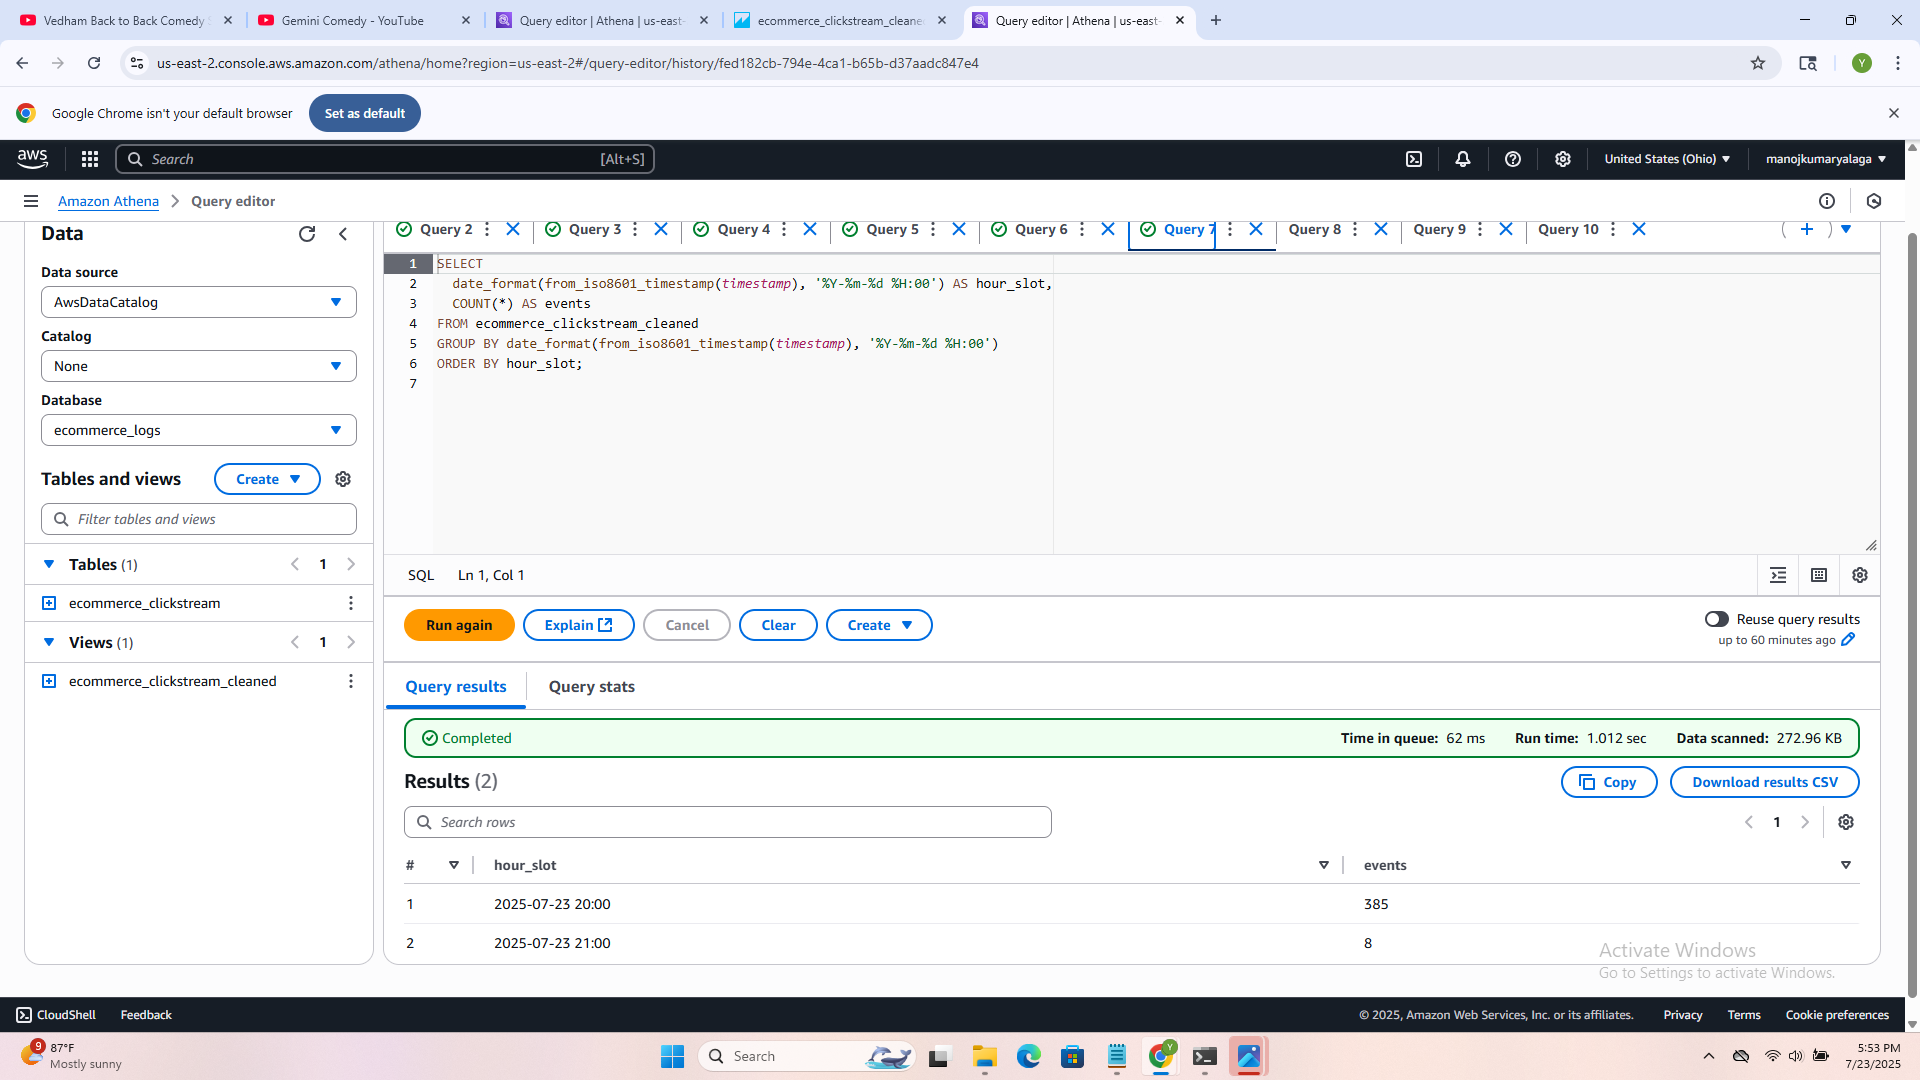 Vedham Back to Back Comedy S
Gemini Comedy - YouTube
Query editor | Athena | us-east-
ecommerce_clickstream_cleane
Query editor | Athena | us-east-
us-east-2.console.aws.amazon.com/athena/home?region=us-east-2#/query-editor/history/fed182cb-794e-4ca1-b65b-d37aadc847e4
Y
Google Chrome isn't your default browser
Set as default
aws
Search
[Alt+S]
United States (Ohio)
manojkumaryalaga
Amazon Athena
Query editor
Data
Data source
AwsDataCatalog
Catalog
None
Database
ecommerce_logs
Tables and views
Create
Filter tables and views
Tables (1)
1
ecommerce_clickstream
Views (1)
1
ecommerce_clickstream_cleaned
Query 2
Query 3
Query 4
Query 5
Query 6
Query 7
Query 8
Query 9
Query 10
1 SELECT
2 date_format(from_iso8601_timestamp(timestamp), '%Y-%m-%d %H:00') AS hour_slot,
3 COUNT(*) AS events
4 FROM ecommerce_clickstream_cleaned
5 GROUP BY date_format(from_iso8601_timestamp(timestamp), '%Y-%m-%d %H:00')
6 ORDER BY hour_slot;
7
SQL
Ln 1, Col 1
Run again
Explain
Cancel
Clear
Create
Reuse query results
up to 60 minutes ago
Query results
Query stats
Completed
Time in queue: 62 ms
Run time: 1.012 sec
Data scanned: 272.96 KB
Results (2)
Copy
Download results CSV
Search rows
1
# hour_slot events
1 2025-07-23 20:00 385
2 2025-07-23 21:00 8
Activate Windows
Go to Settings to activate Windows.
CloudShell
Feedback
© 2025, Amazon Web Services, Inc. or its affiliates.
Privacy
Terms
Cookie preferences
9
87°F
Mostly sunny
Search
Y
5:53 PM
7/23/2025